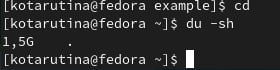 [kotarutina@fedora example]$ cd
[kotarutina@fedora ~]$ du -sh
1,5G    .
[kotarutina@fedora ~]$